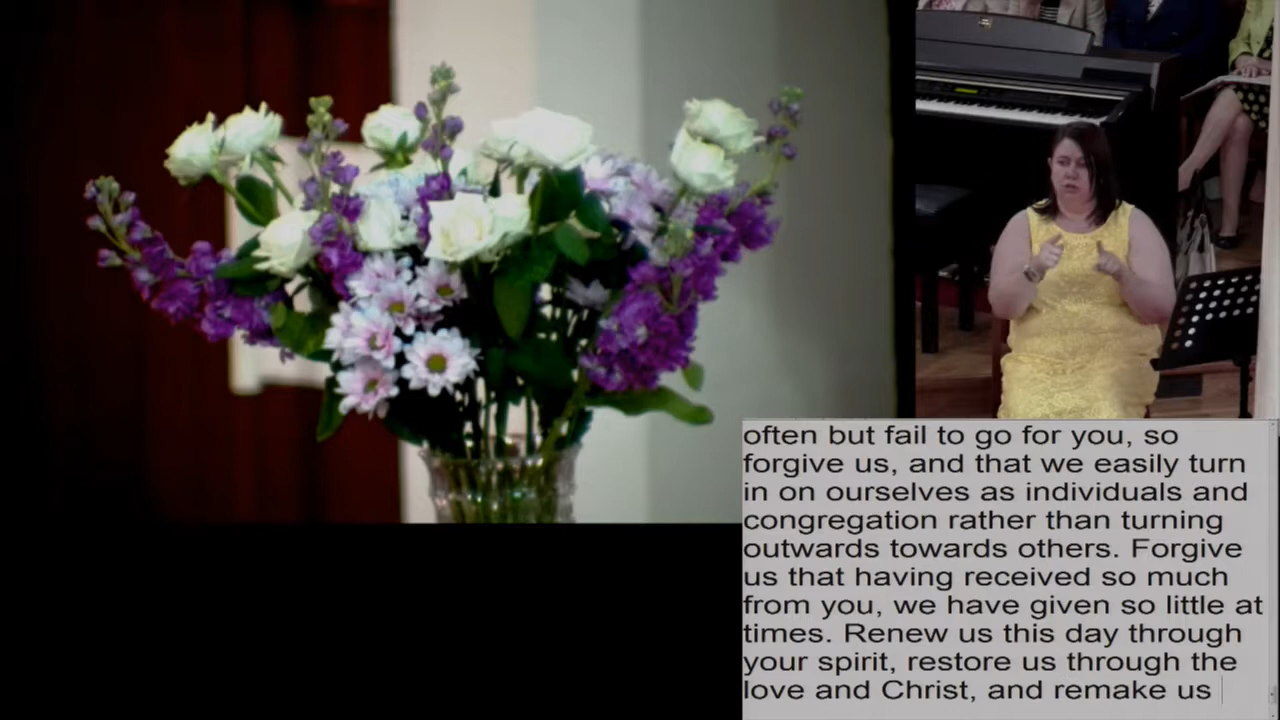 often but fail to go for you, so
forgive us, and that we easily turn
in on ourselves as individuals and
congregation rather than turning
outwards towards others. Forgive
us that having received so much
from you, we have given so little at
times. Renew us this day through
your spirit, restore us through the
love and Christ, and remake us